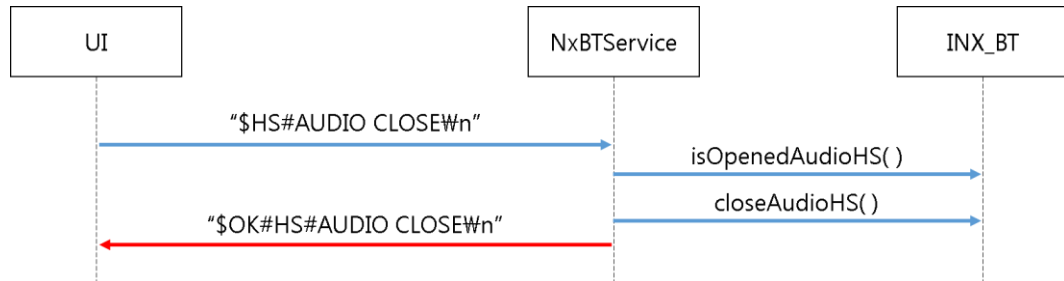 UI
NxBTService
INX_BT
“$HS#AUDIO CLOSE₩n”
isOpenedAudioHS( )
closeAudioHS( )
“$OK#HS#AUDIO CLOSE₩n”